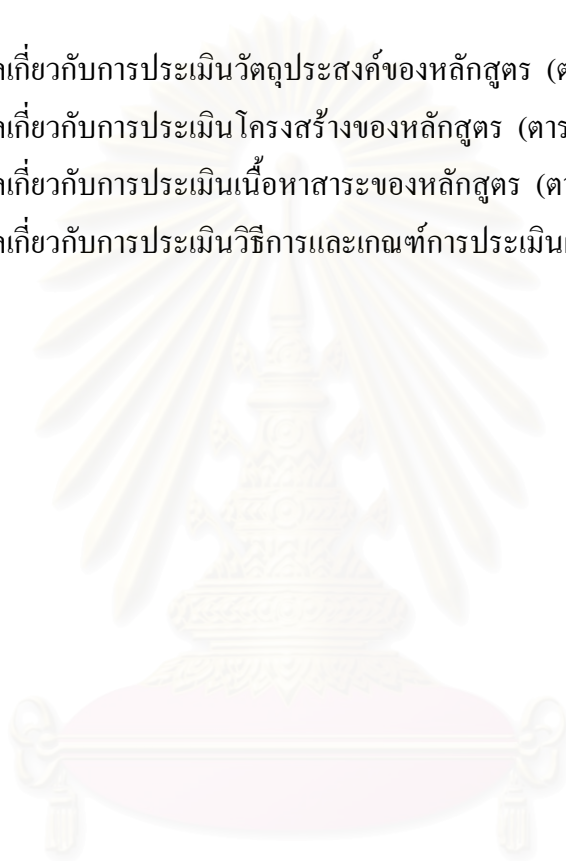 เกี่ยวกับการประเมินวัตถุประสงค์ของหลักสูตร
เกี่ยวกับการประเมินโครงสร้างของหลักสูตร (ตาร
เกี่ยวกับการประเมินเนื้อหาสาระของหลักสูตร
เกี่ยวกับการประเมินวิธีการและเกณฑ์การประเมิน